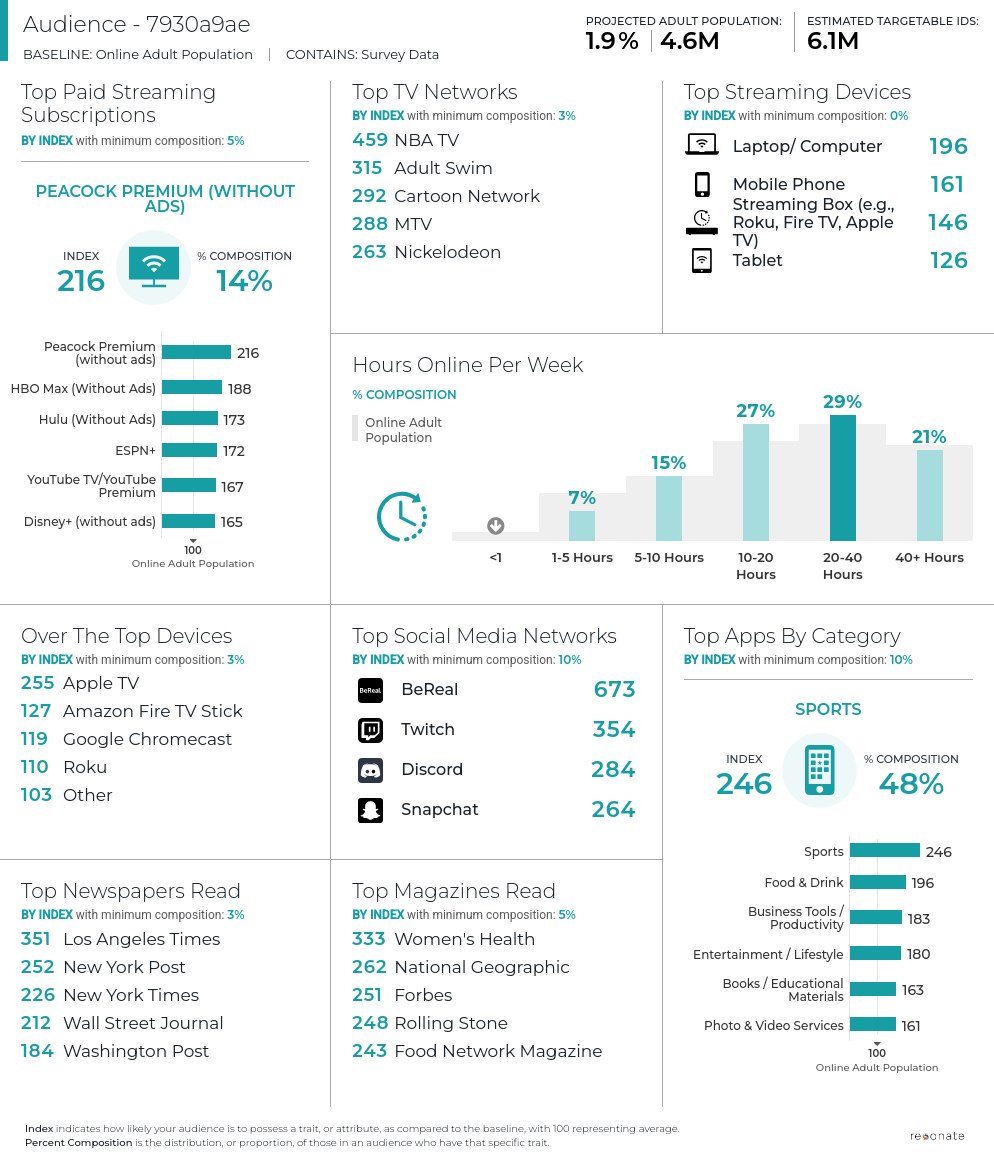 Audience - 7930a9ae
BASELINE: Online Adult Population | CONTAINS: Survey Data
PROJECTED ADULT POPULATION:
1.9% | 4.6M
ESTIMATED TARGETABLE IDS:
6.1M
Top Paid Streaming
Subscriptions
BY INDEX with minimum composition: 5%
PEACOCK PREMIUM (WITHOUT
ADS)
INDEX
216
% COMPOSITION
14%
Peacock Premium
(without ads) 216
HBO Max (Without Ads) 188
Hulu (Without Ads) 173
ESPN+ 172
YouTube TV/YouTube
Premium 167
Disney+ (without ads) 165
100
Online Adult Population
Top TV Networks
BY INDEX with minimum composition: 3%
459 NBA TV
315 Adult Swim
292 Cartoon Network
288 MTV
263 Nickelodeon
Top Streaming Devices
BY INDEX with minimum composition: 0%
Laptop/ Computer 196
Mobile Phone 161
Streaming Box (e.g.,
Roku, Fire TV, Apple 146
TV)
Tablet 126
Hours Online Per Week
% COMPOSITION
Online Adult
Population
7%
15%
27%
29%
21%
<1
1-5 Hours
5-10 Hours
10-20
Hours
20-40
Hours
40+ Hours
Over The Top Devices
BY INDEX with minimum composition: 3%
255 Apple TV
127 Amazon Fire TV Stick
119 Google Chromecast
110 Roku
103 Other
Top Social Media Networks
BY INDEX with minimum composition: 10%
BeReal.
BeReal 673
Twitch 354
Discord 284
Snapchat 264
Top Apps By Category
BY INDEX with minimum composition: 10%
SPORTS
INDEX
246
% COMPOSITION
48%
Sports 246
Food & Drink 196
Business Tools /
Productivity 183
Entertainment / Lifestyle 180
Books / Educational
Materials 163
Photo & Video Services 161
100
Online Adult Population
Top Newspapers Read
BY INDEX with minimum composition: 3%
351 Los Angeles Times
252 New York Post
226 New York Times
212 Wall Street Journal
184 Washington Post
Top Magazines Read
BY INDEX with minimum composition: 5%
333 Women's Health
262 National Geographic
251 Forbes
248 Rolling Stone
243 Food Network Magazine
Index indicates how likely your audience is to possess a trait, or attribute, as compared to the baseline, with 100 representing average.
Percent Composition is the distribution, or proportion, of those in an audience who have that specific trait.
resonate